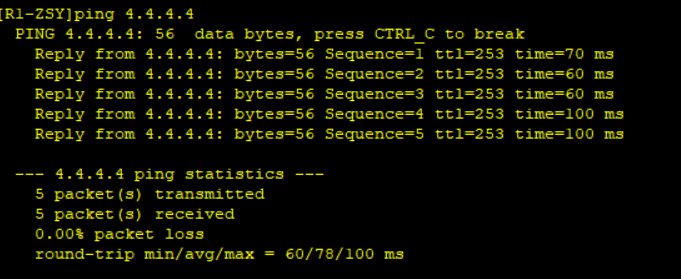 [R1-ZSY]ping 4.4.4.4
PING 4.4.4.4: 56  data bytes, press CTRL_C to break
Reply from 4.4.4.4: bytes=56 Sequence=1 ttl=253 time=70 ms
Reply from 4.4.4.4: bytes=56 Sequence=2 ttl=253 time=60 ms
Reply from 4.4.4.4: bytes=56 Sequence=3 ttl=253 time=60 ms
Reply from 4.4.4.4: bytes=56 Sequence=4 ttl=253 time=100 ms
Reply from 4.4.4.4: bytes=56 Sequence=5 ttl=253 time=100 ms
--- 4.4.4.4 ping statistics ---
5 packet(s) transmitted
5 packet(s) received
0.00% packet loss
round-trip min/avg/max = 60/78/100 ms